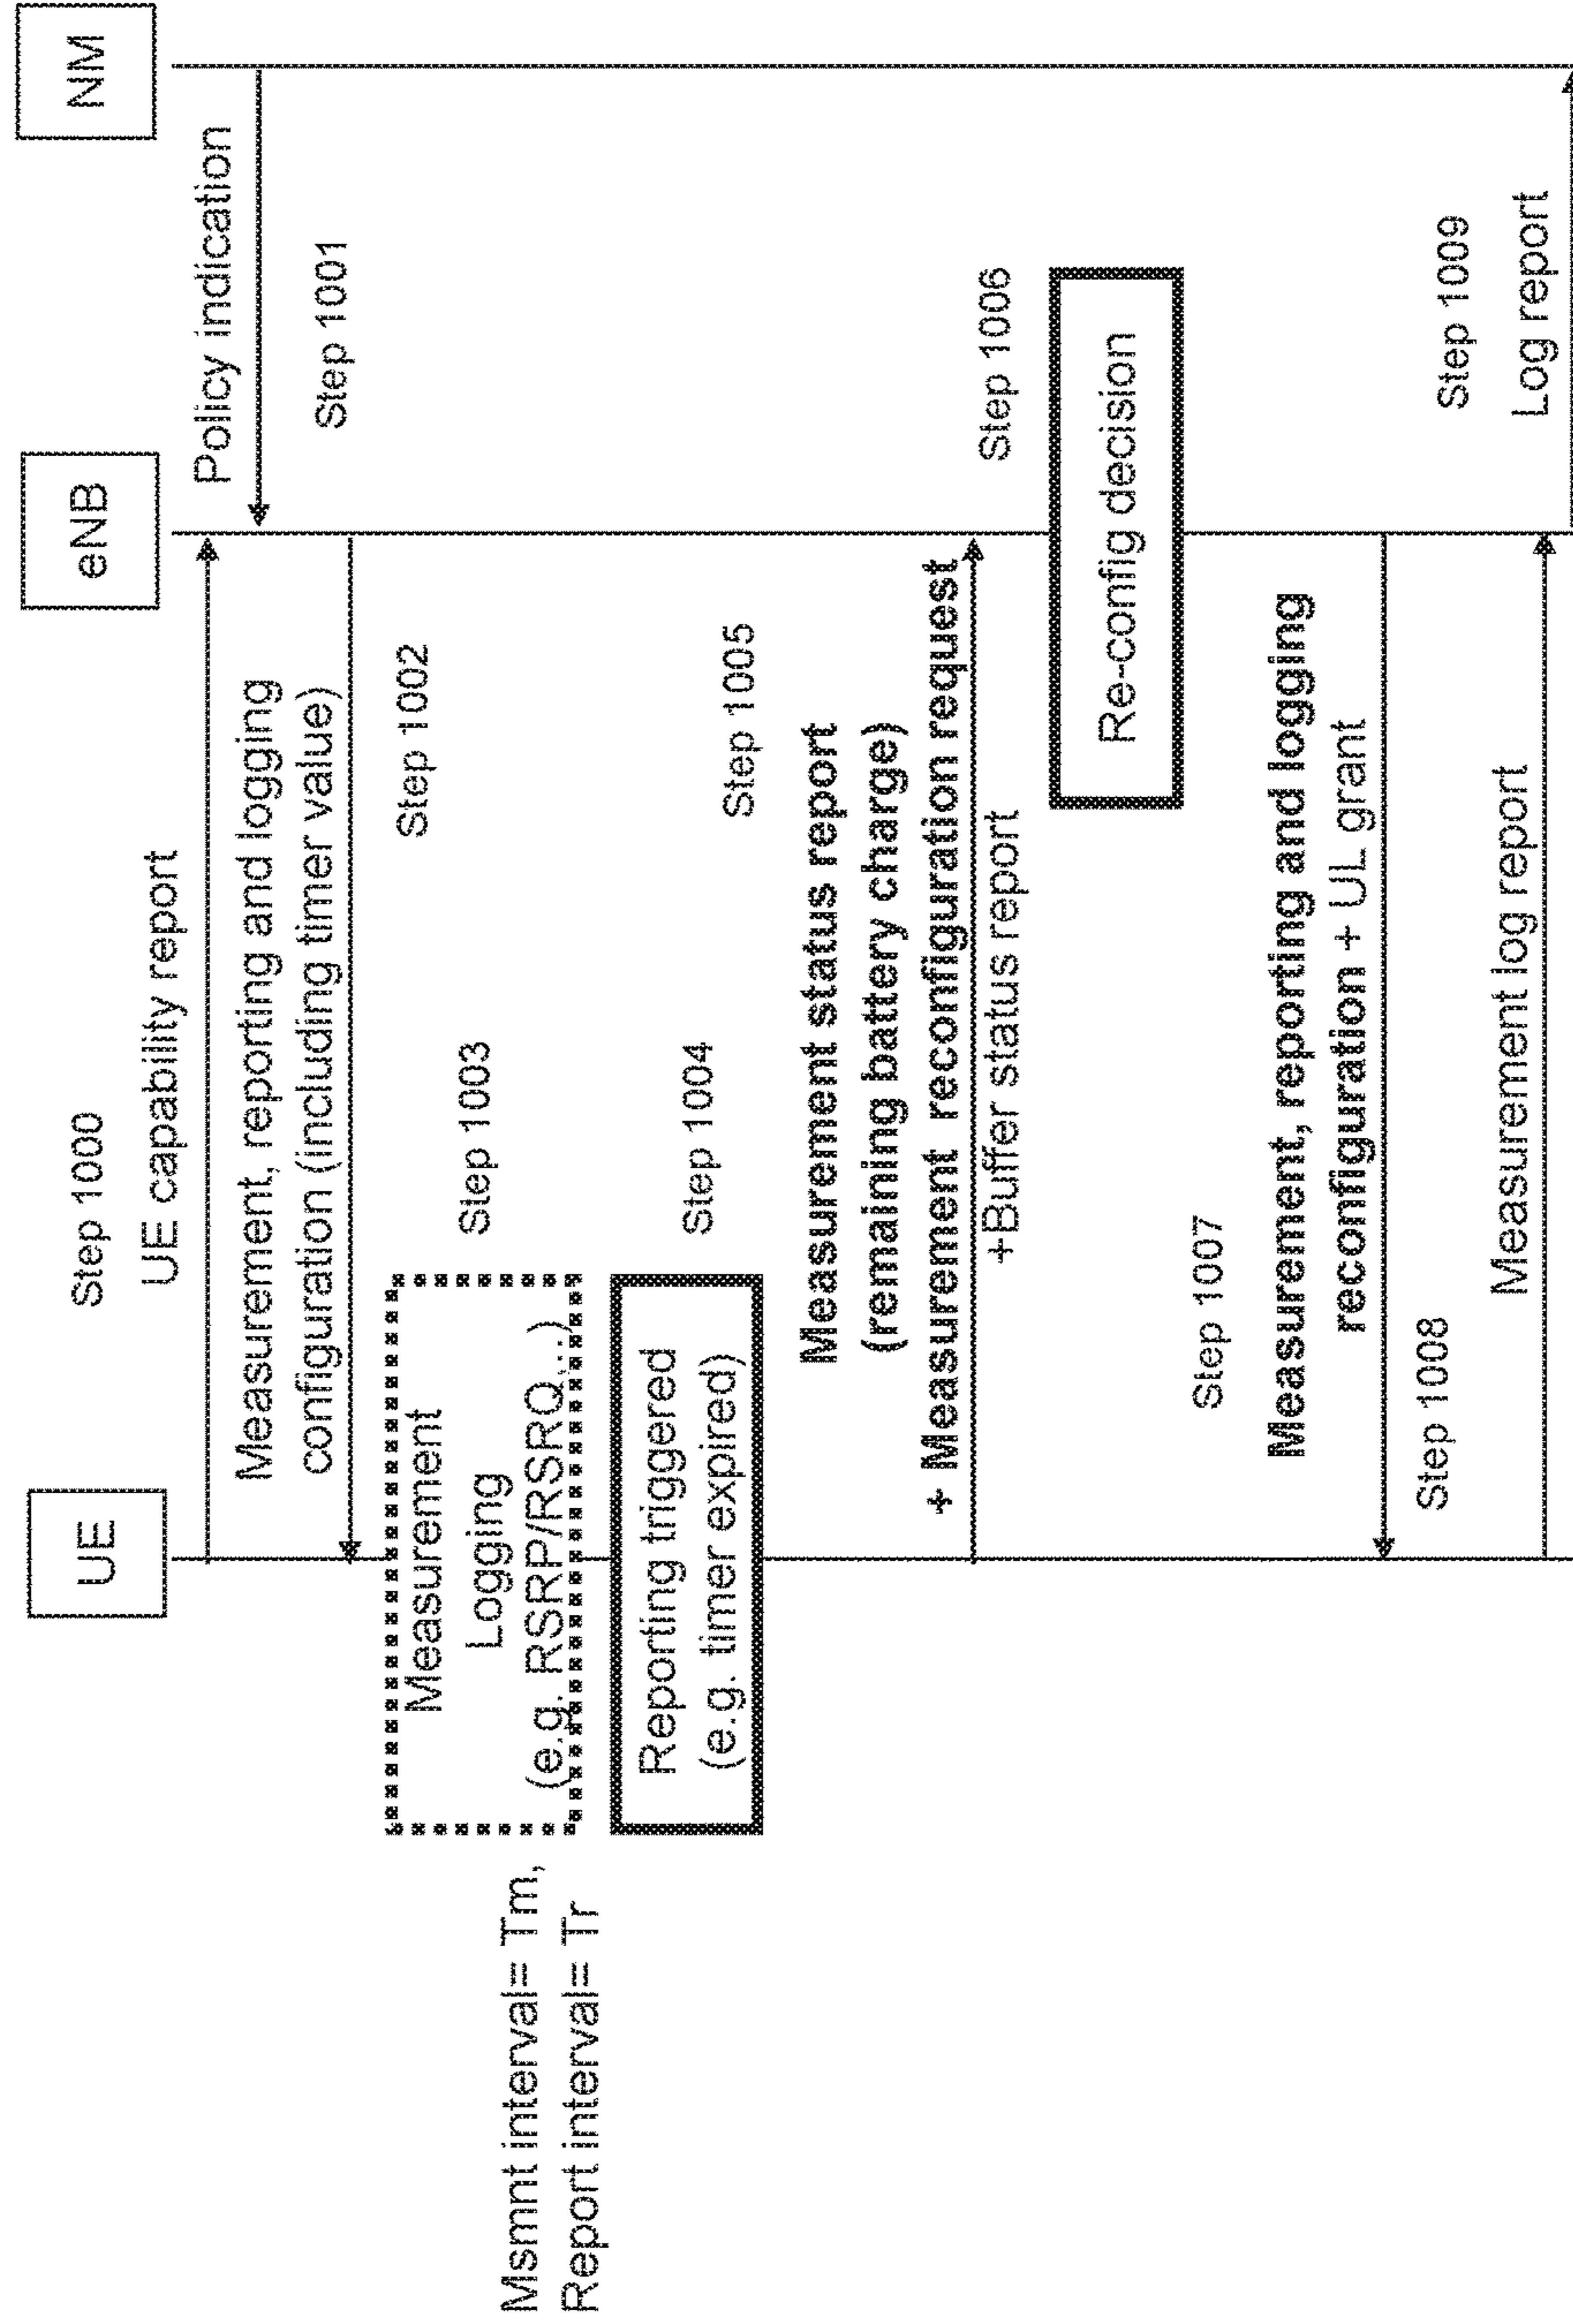 UE
eNB
NM
Step 1000
UE capability report
Policy indication
Step 1001
Measurement, reporting and logging
configuration (including timer value)
Step 1002
Measurement
Logging
(e.g. RSRP/RSRQ...)
Step 1003
Msmnt interval= Tm,
Report interval= Tr
Reporting triggered
(e.g. timer expired)
Step 1004
Step 1005
Measurement status report
(remaining battery charge)
+ Measurement reconfiguration request
+Buffer status report
Step 1006
Re-config decision
Step 1007
Measurement, reporting and logging
reconfiguration + UL grant
Step 1008
Measurement log report
Step 1009
Log report